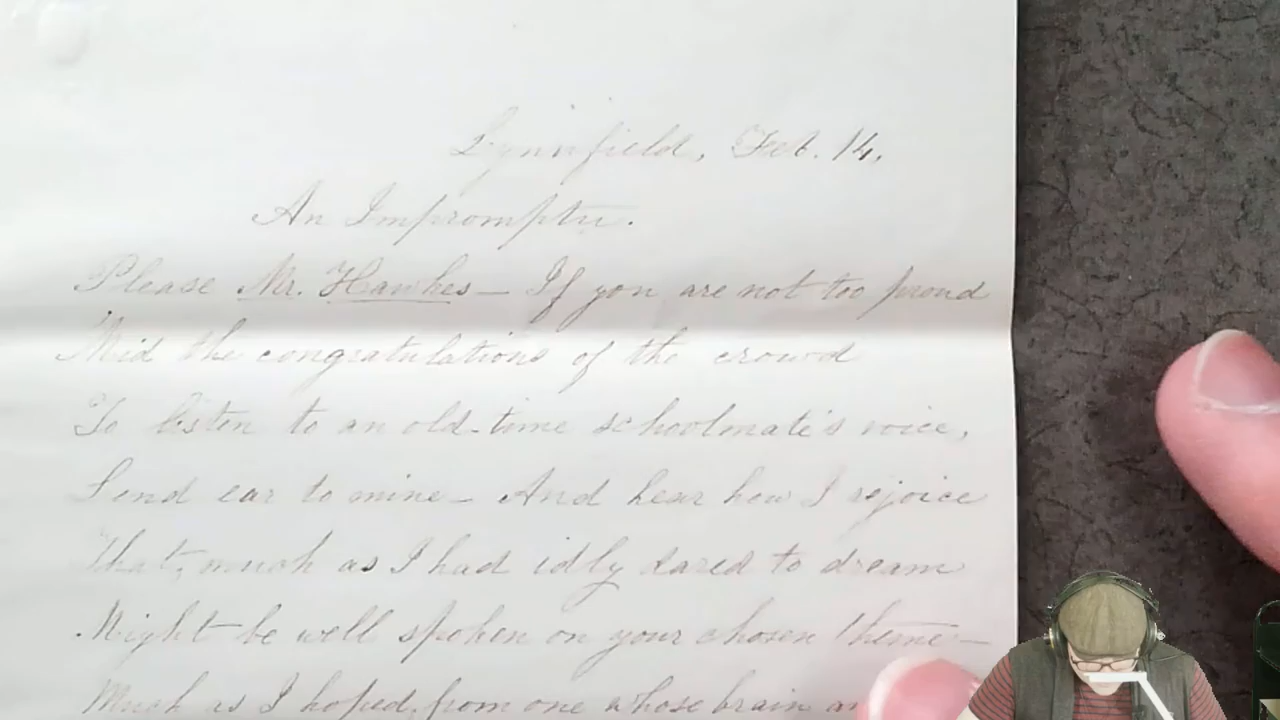 Lynnfield, Feb. 14.
An Impromptu.
Please Mr. Hawkes — If you are not too proud
Mid the congratulations of the crowd
To listen to an old-time schoolmate's voice,
Lend ear to mine — And hear how I rejoice
That, much as I had idly dared to dream
Might be well spoken on your chosen theme —
Much as I hoped from one whose brain